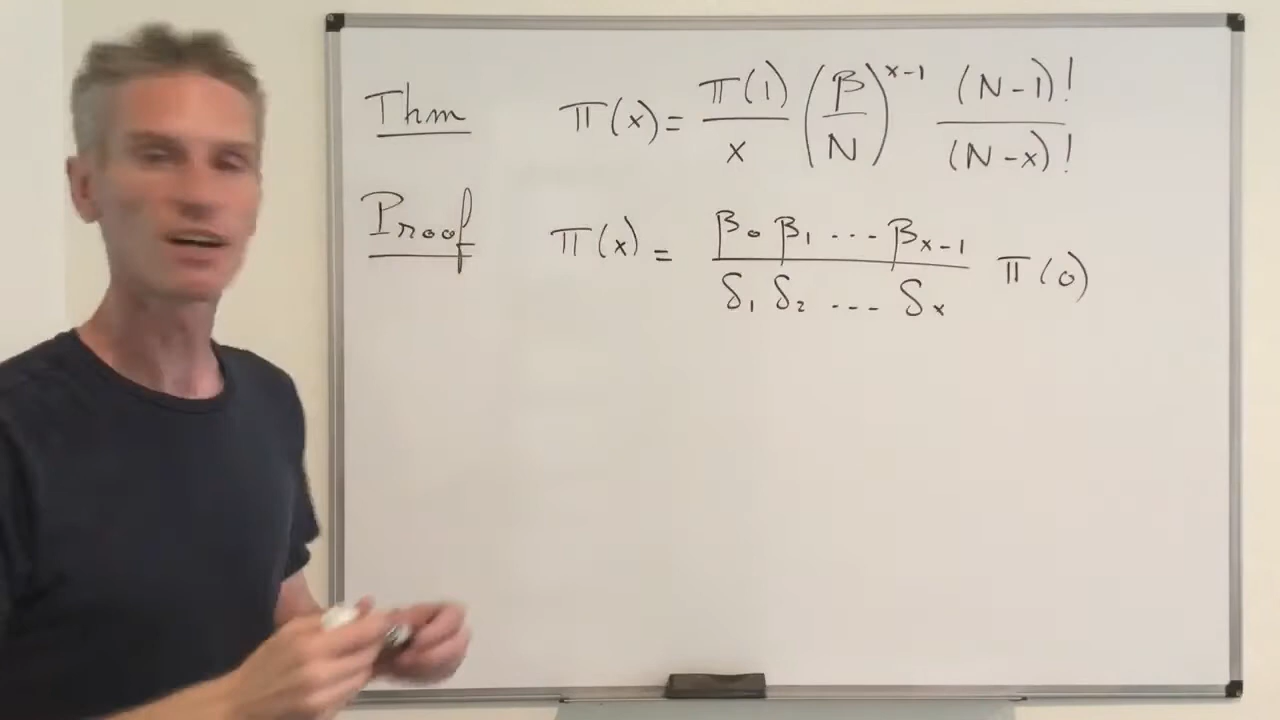 Thm π(x) = π(1)/x (β/N)^{x-1} (N-1)!/(N-x)!
Proof π(x) = β₀ β₁ ... β_{x-1} / δ₁ δ₂ ... δ_x π(0)